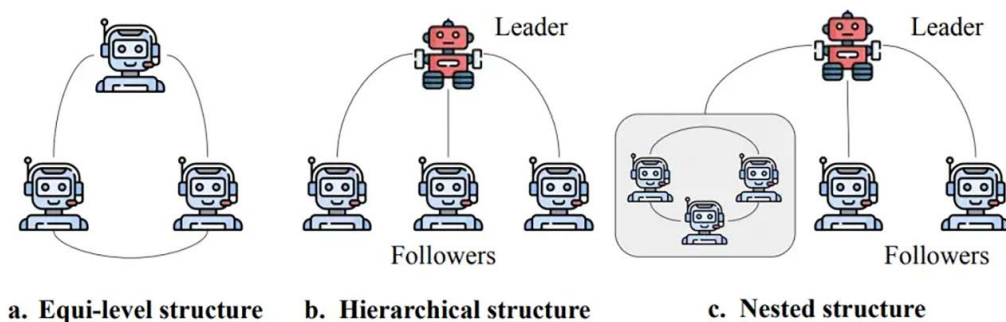 Leader
Followers
Leader
Followers
a. Equi-level structure
b. Hierarchical structure
c. Nested structure